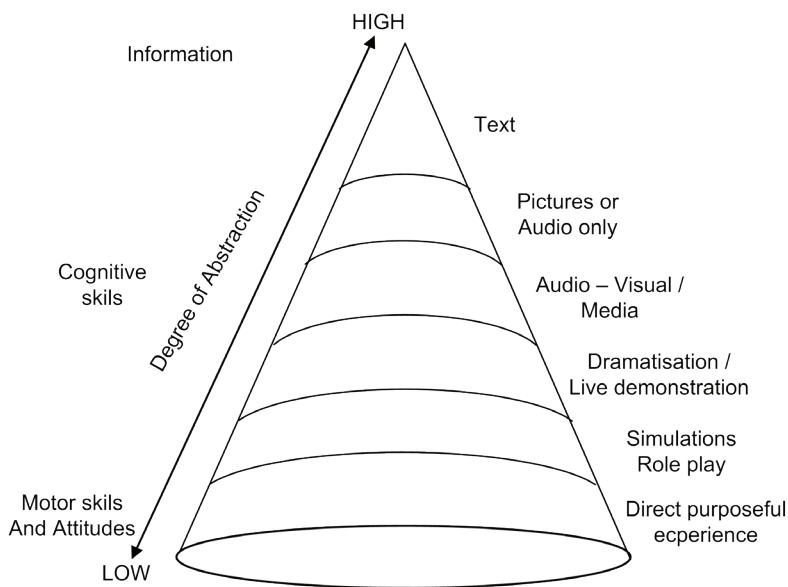 HIGH
Information
Text
Pictures or
Audio only
Degree of Abstraction
Cognitive
skils
Audio – Visual /
Media
Dramatisation /
Live demonstration
Simulations
Role play
Motor skils
And Attitudes
Direct purposeful
ecperience
LOW